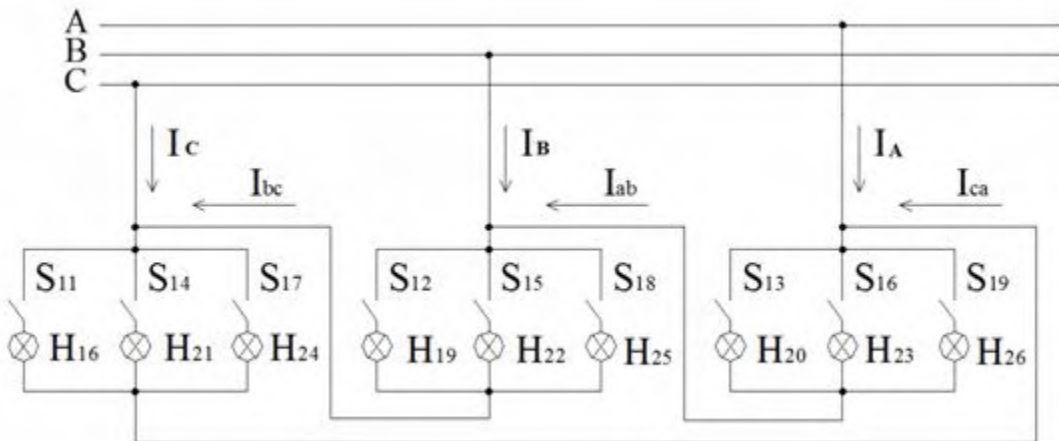 A
B
C
IC IB IA
Ibc Iab Ica
S11 S14 S17 S12 S15 S18 S13 S16 S19
H16 H21 H24 H19 H22 H25 H20 H23 H26